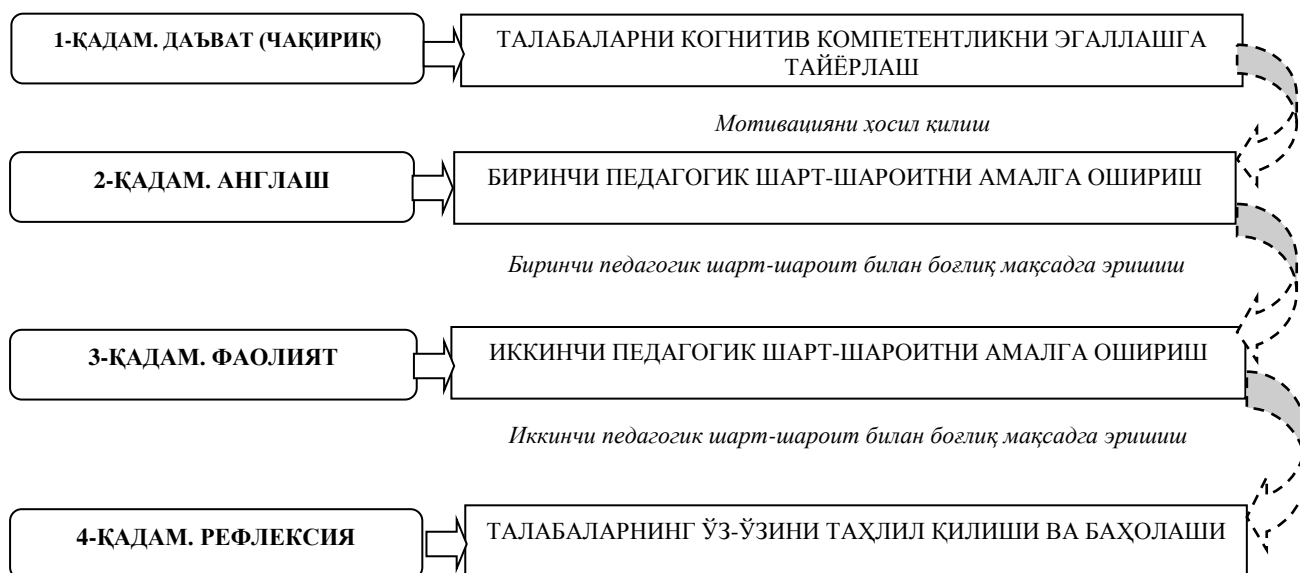 1-ҚАДАМ. ДАЪВАТ (ЧАҚИРИҚ)
ТАЛАБАЛАРНИ КОГНИТИВ КОМПЕТЕНТЛИКНИ ЭГАЛЛАШГА
ТАЙЁРЛАШ
Мотивацияни ҳосил қилиш
2-ҚАДАМ. АНГЛАШ
БИРИНЧИ ПЕДАГОГИК ШАРТ-ШАРОИТНИ АМАЛГА ОШИРИШ
Биринчи педагогик шарт-шароит билан боғлиқ мақсадга эришиш
3-ҚАДАМ. ФАОЛИЯТ
ИККИНЧИ ПЕДАГОГИК ШАРТ-ШАРОИТНИ АМАЛГА ОШИРИШ
Иккинчи педагогик шарт-шароит билан боғлиқ мақсадга эришиш
4-ҚАДАМ. РЕФЛЕКСИЯ
ТАЛАБАЛАРНИНГ ЎЗ-ЎЗИНИ ТАҲЛИЛ ҚИЛИШИ ВА БАҲОЛАШИ